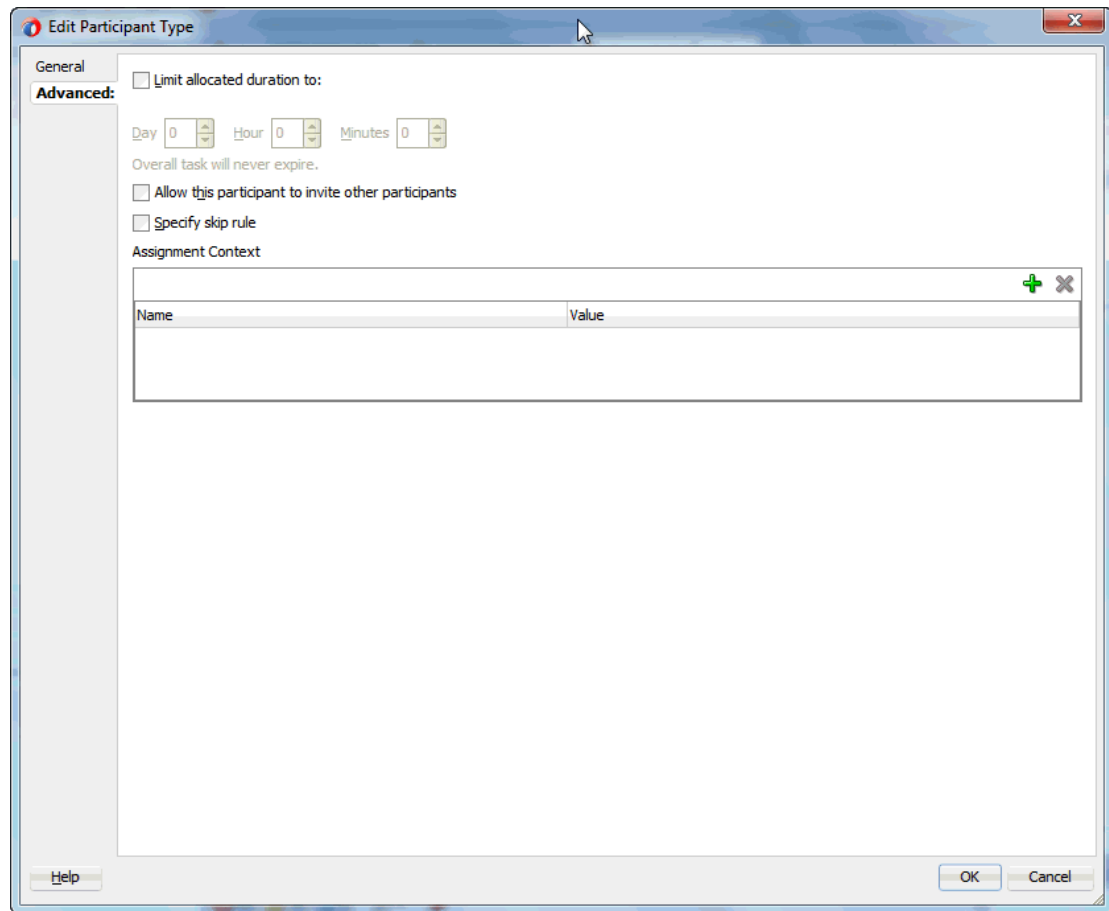 Edit Participant Type
General
Advanced:
Limit allocated duration to:
Day 0 Hour 0 Minutes 0
Overall task will never expire.
Allow this participant to invite other participants
Specify skip rule
Assignment Context
Name Value
Help OK Cancel